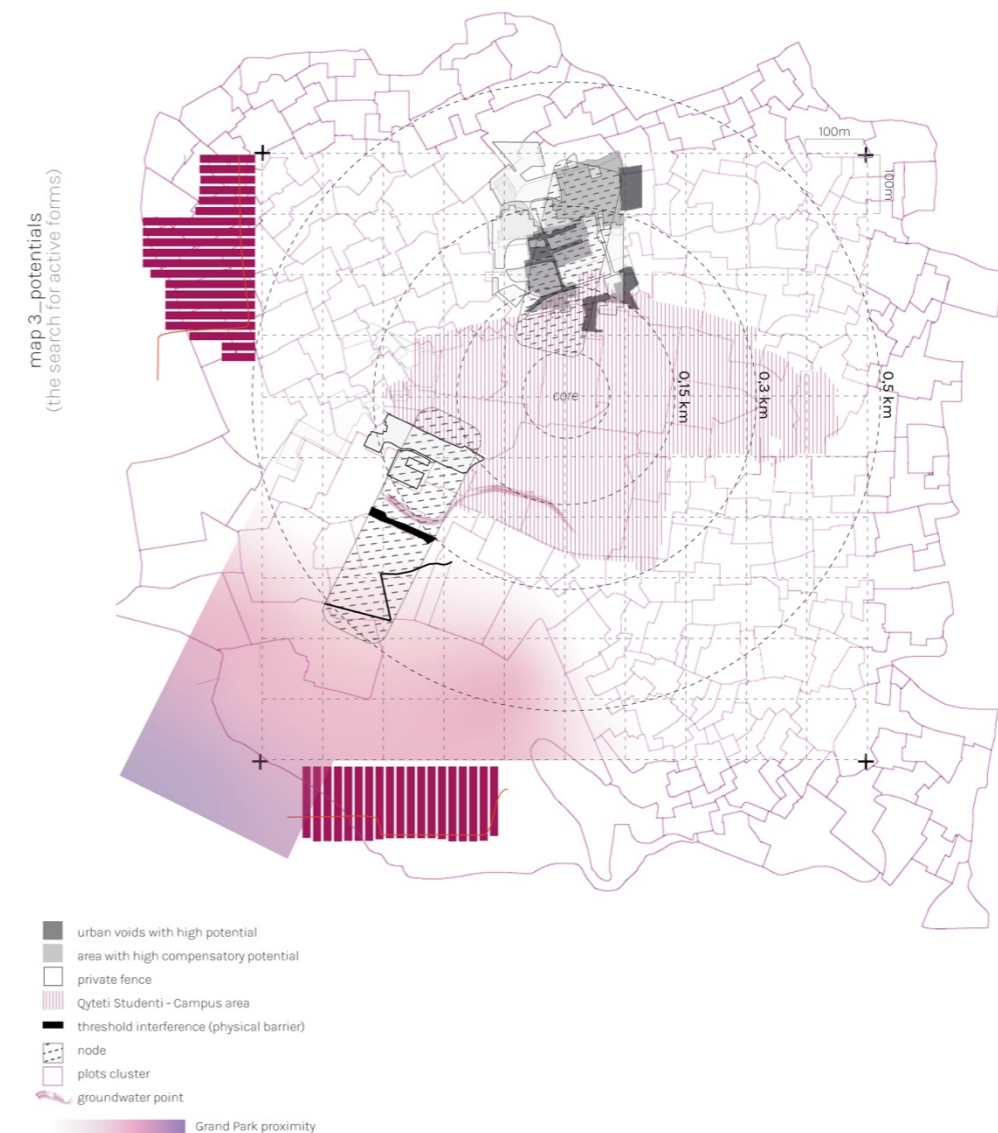 map 3_potentials
(the search for active forms)
100m
100m
core
0,15 km
0,3 km
0,5 km
urban voids with high potential
area with high compensatory potential
private fence
Qyteti Studenti - Campus area
threshold interference (physical barrier)
node
plots cluster
groundwater point
Grand Park proximity